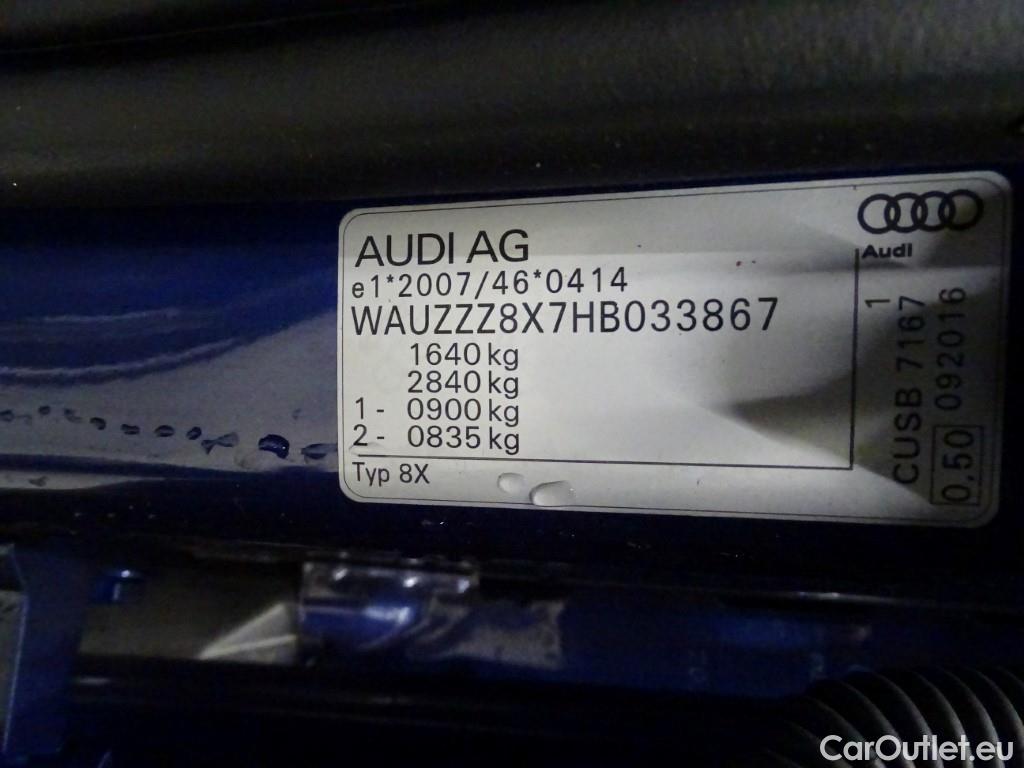 AUDI AG
e1*2007/46*0414
WAUZZZ8X7HB033867
1640 kg
2840 kg
1 - 0900 kg
2 - 0835 kg
Typ 8X
Audi
CUSB 7167 1
0,50 092016
CarOutlet.eu